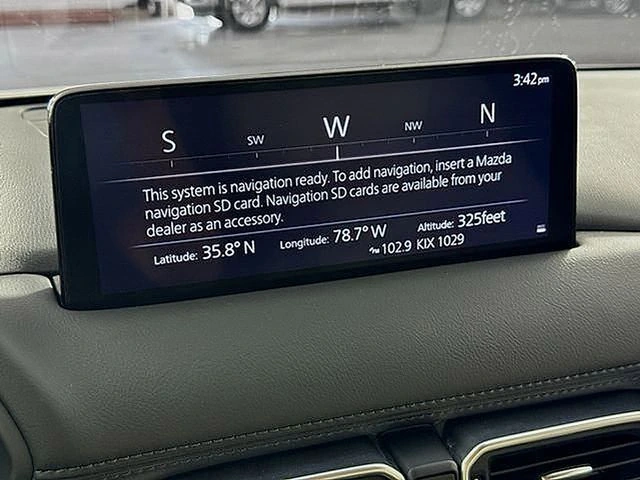 3:42pm
S SW W NW N
This system is navigation ready. To add navigation, insert a Mazda
navigation SD card. Navigation SD cards are available from your
dealer as an accessory.
Latitude: 35.8° N Longitude: 78.7° W Altitude: 325feet
102.9 KIX 1029